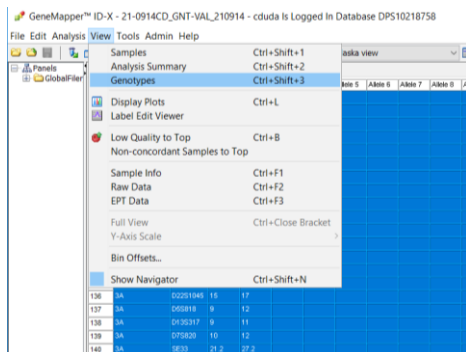 GeneMapper™ ID-X - 21-0914CD_GNT-VAL_210914 - cduda Is Logged In Database DPS10218758
File Edit Analysis View Tools Admin Help
Samples Ctrl+Shift+1
Analysis Summary Ctrl+Shift+2
Genotypes Ctrl+Shift+3
Display Plots Ctrl+L
Label Edit Viewer
Low Quality to Top Ctrl+B
Non-concordant Samples to Top
Sample Info Ctrl+F1
Raw Data Ctrl+F2
EPT Data Ctrl+F3
Full View Ctrl+Close Bracket
Y-Axis Scale
Bin Offsets...
Show Navigator Ctrl+Shift+N
Panels
GlobalFiler
aska view
Allele 5 Allele 6 Allele 7 Allele 8
136 3A D22S1045 15 17
137 3A D5S818 9 12
138 3A D13S317 9 11
139 3A D7S820 10 12
140 3A SE33 21.2 27.2